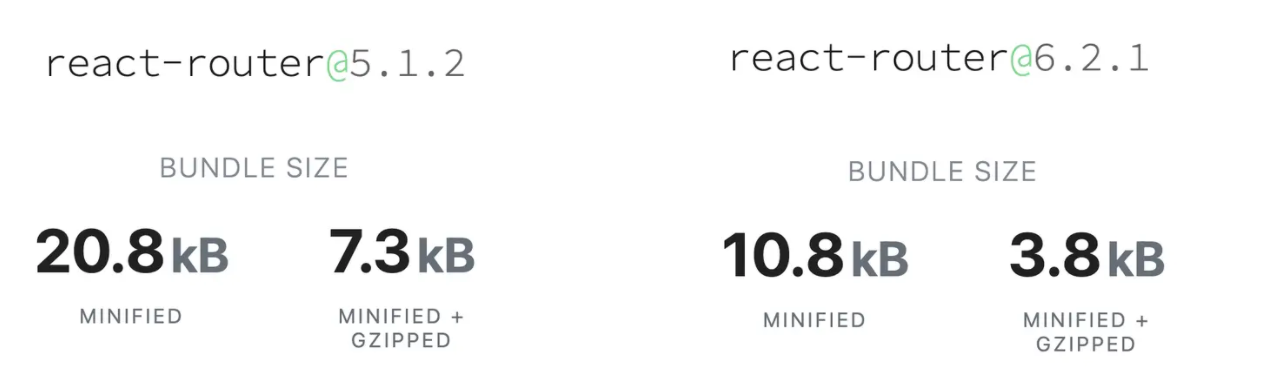 react-router@5.1.2
BUNDLE SIZE
20.8 kB 7.3 kB
MINIFIED MINIFIED +
GZIPPED
react-router@6.2.1
BUNDLE SIZE
10.8 kB 3.8 kB
MINIFIED MINIFIED +
GZIPPED